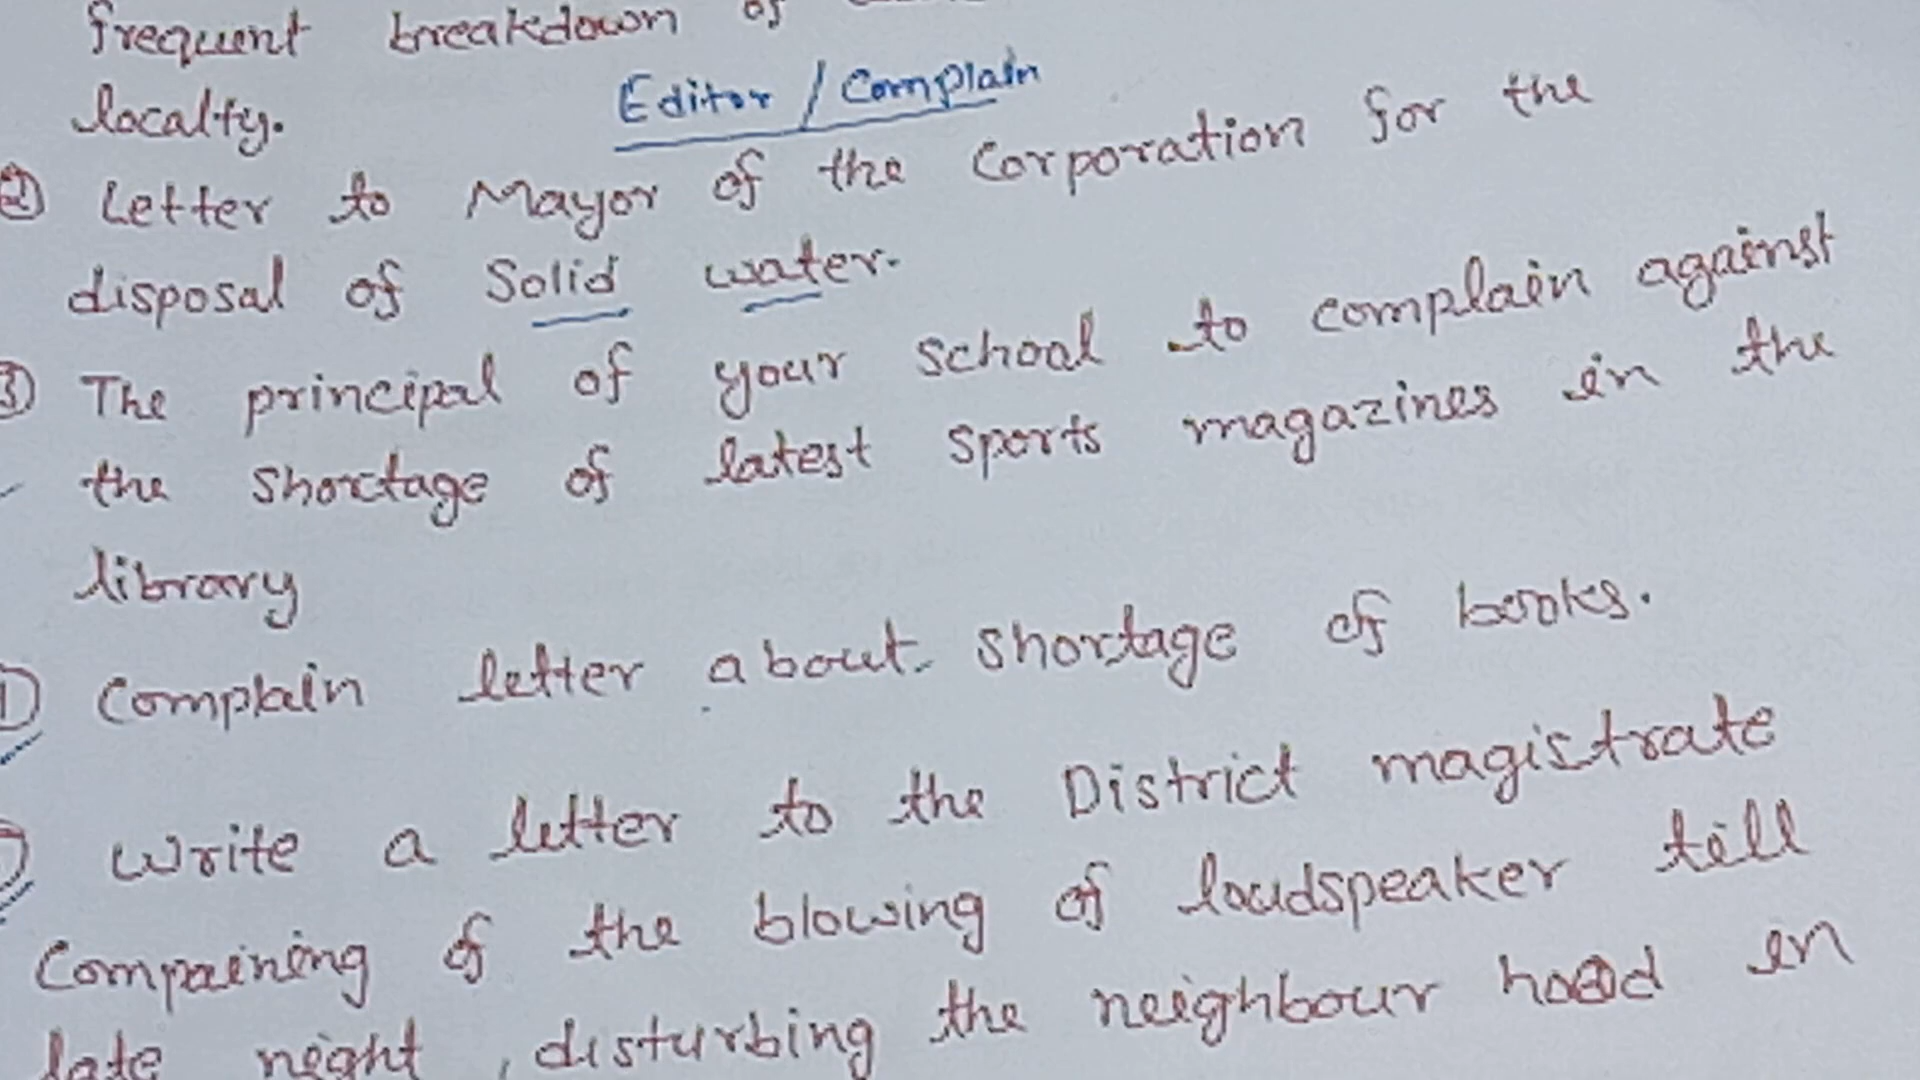 frequent breakdown of
localty.
Editor / Complain
② Letter to Mayor of the Corporation for the
disposal of Solid water.
③ The principal of your school to complain against
the shortage of latest sports magazines in the
library
① Complain letter about shortage of books.
Write a letter to the District magistrate
Compaining of the blowing of loudspeaker till
late night, disturbing the neighbour hood in